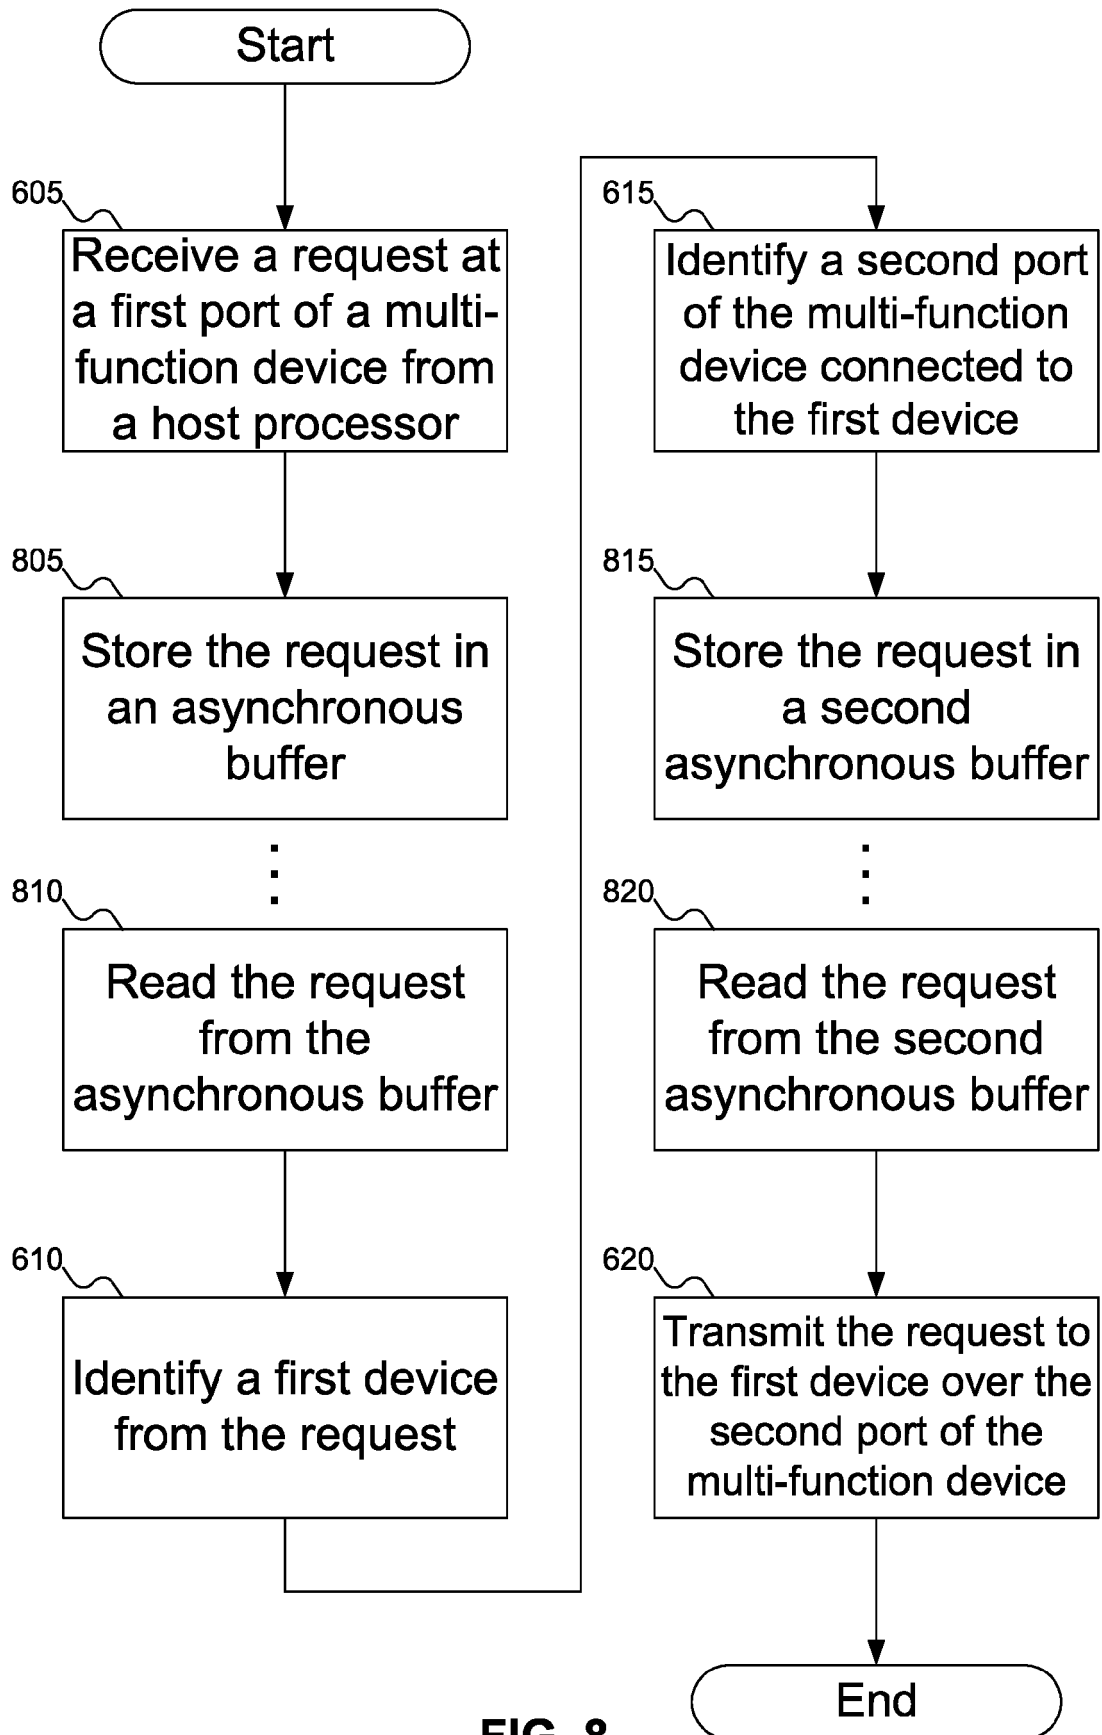 Start
605
Receive a request at
a first port of a multi-
function device from
a host processor
805
Store the request in
an asynchronous
buffer
810
Read the request
from the
asynchronous buffer
610
Identify a first device
from the request
615
Identify a second port
of the multi-function
device connected to
the first device
815
Store the request in
a second
asynchronous buffer
820
Read the request
from the second
asynchronous buffer
620
Transmit the request to
the first device over the
second port of the
multi-function device
End
FIG. 8